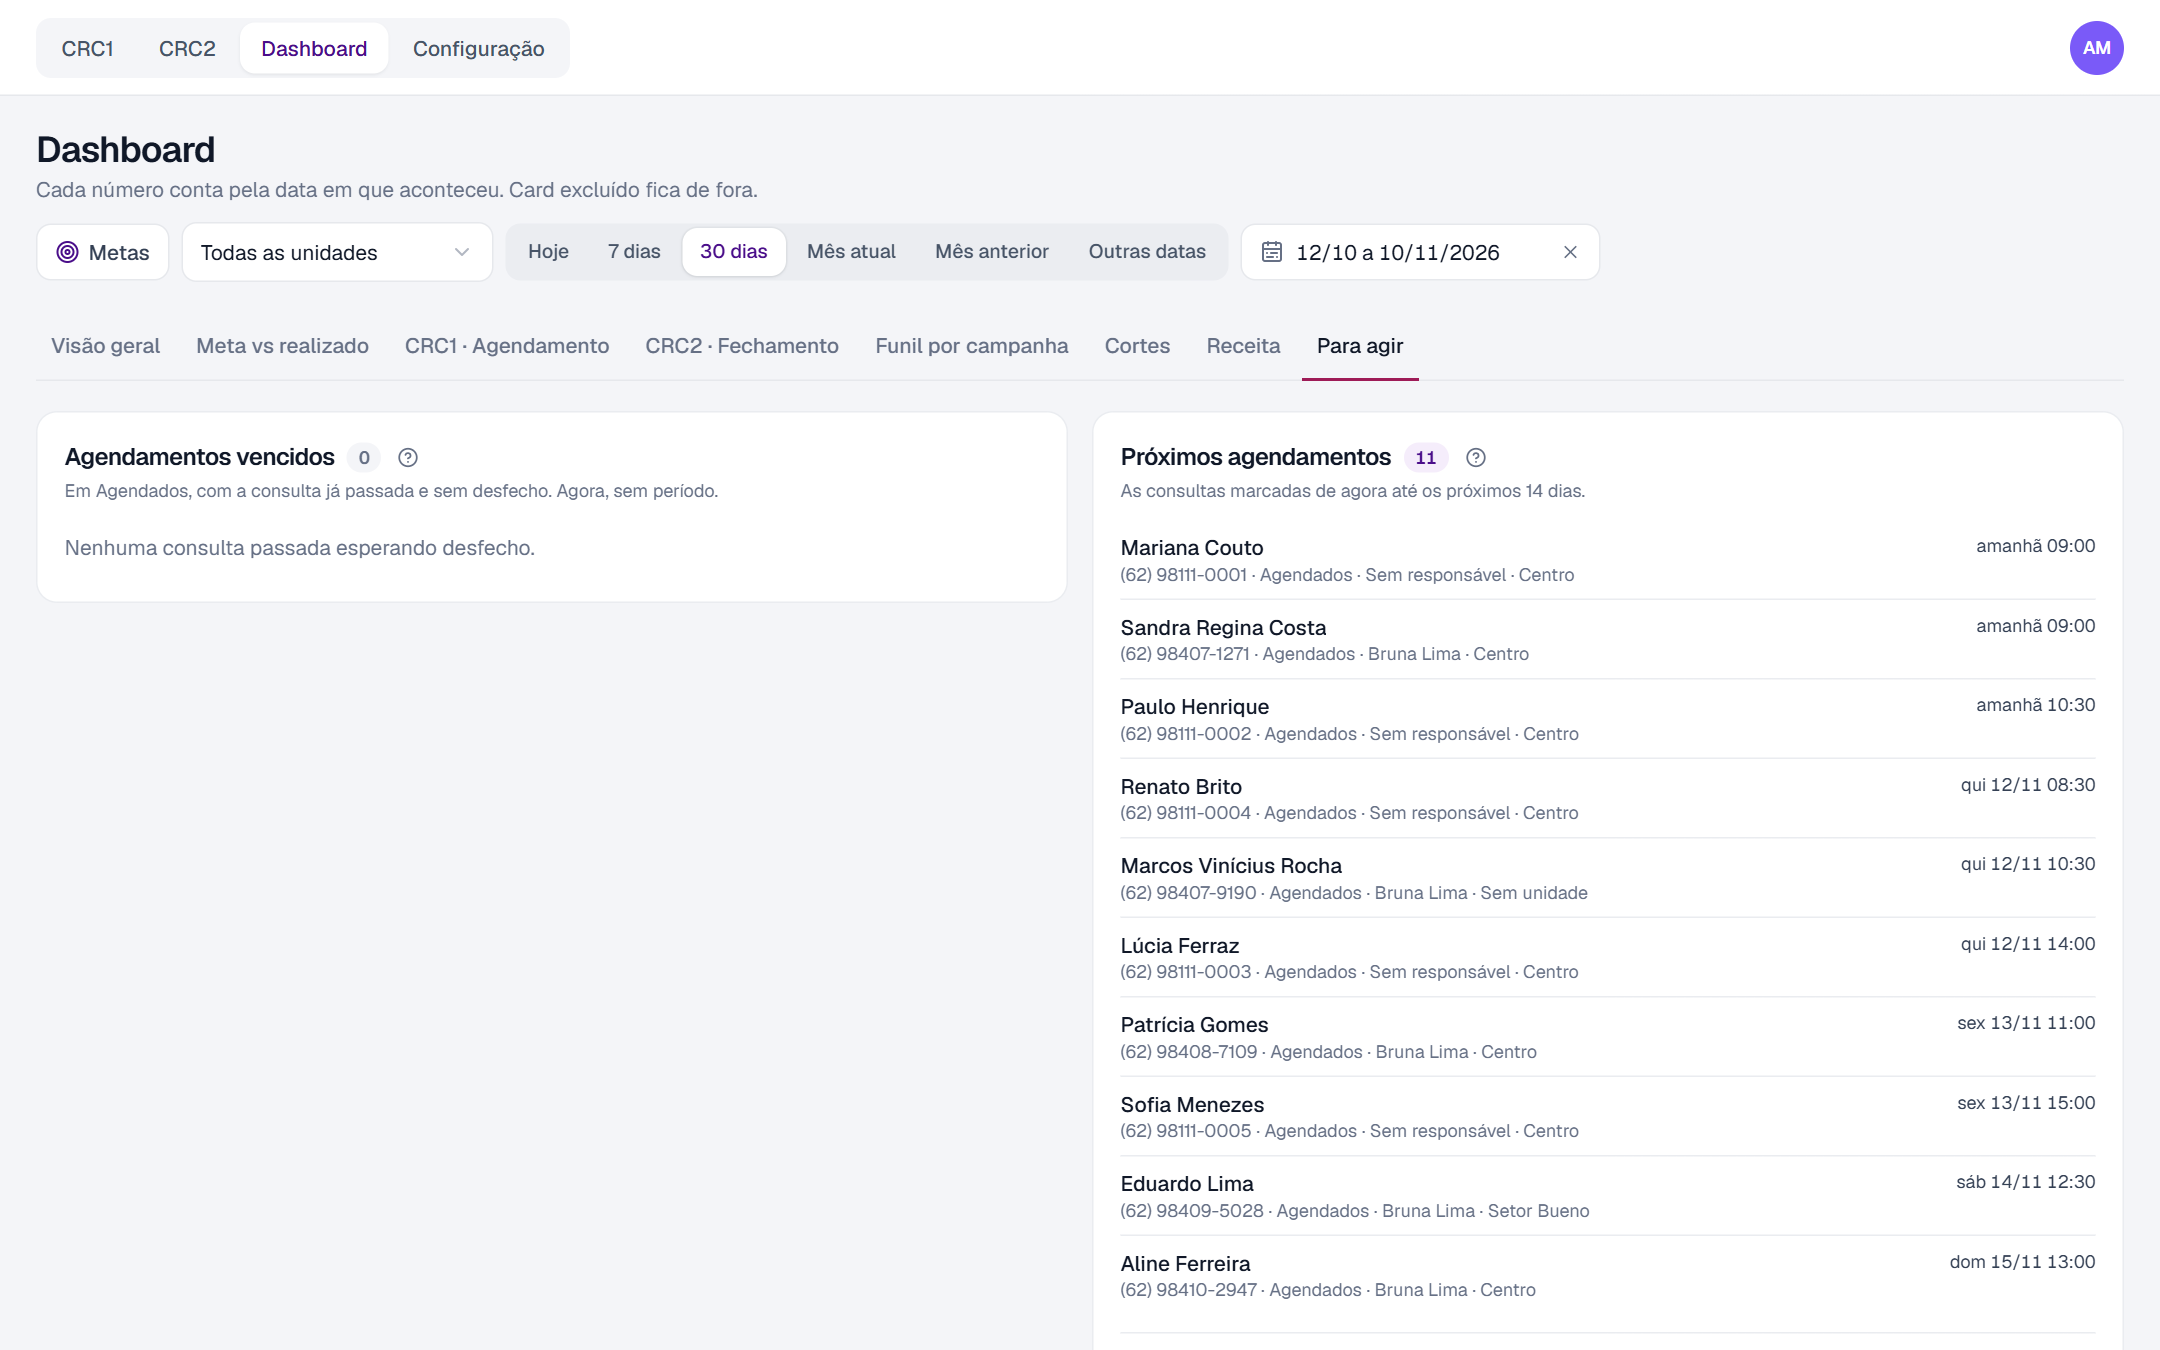 CRC1
CRC2
Dashboard
Configuração
AM
Dashboard
Cada número conta pela data em que aconteceu. Card excluído fica de fora.
Metas
Todas as unidades
Hoje
7 dias
30 dias
Mês atual
Mês anterior
Outras datas
12/10 a 10/11/2026
Visão geral
Meta vs realizado
CRC1 · Agendamento
CRC2 · Fechamento
Funil por campanha
Cortes
Receita
Para agir
Agendamentos vencidos 0
Em Agendados, com a consulta já passada e sem desfecho. Agora, sem período.
Nenhuma consulta passada esperando desfecho.
Próximos agendamentos 11
As consultas marcadas de agora até os próximos 14 dias.
Mariana Couto amanhã 09:00
(62) 98111-0001 · Agendados · Sem responsável · Centro
Sandra Regina Costa amanhã 09:00
(62) 98407-1271 · Agendados · Bruna Lima · Centro
Paulo Henrique amanhã 10:30
(62) 98111-0002 · Agendados · Sem responsável · Centro
Renato Brito qui 12/11 08:30
(62) 98111-0004 · Agendados · Sem responsável · Centro
Marcos Vinícius Rocha qui 12/11 10:30
(62) 98407-9190 · Agendados · Bruna Lima · Sem unidade
Lúcia Ferraz qui 12/11 14:00
(62) 98111-0003 · Agendados · Sem responsável · Centro
Patrícia Gomes sex 13/11 11:00
(62) 98408-7109 · Agendados · Bruna Lima · Centro
Sofia Menezes sex 13/11 15:00
(62) 98111-0005 · Agendados · Sem responsável · Centro
Eduardo Lima sáb 14/11 12:30
(62) 98409-5028 · Agendados · Bruna Lima · Setor Bueno
Aline Ferreira dom 15/11 13:00
(62) 98410-2947 · Agendados · Bruna Lima · Centro